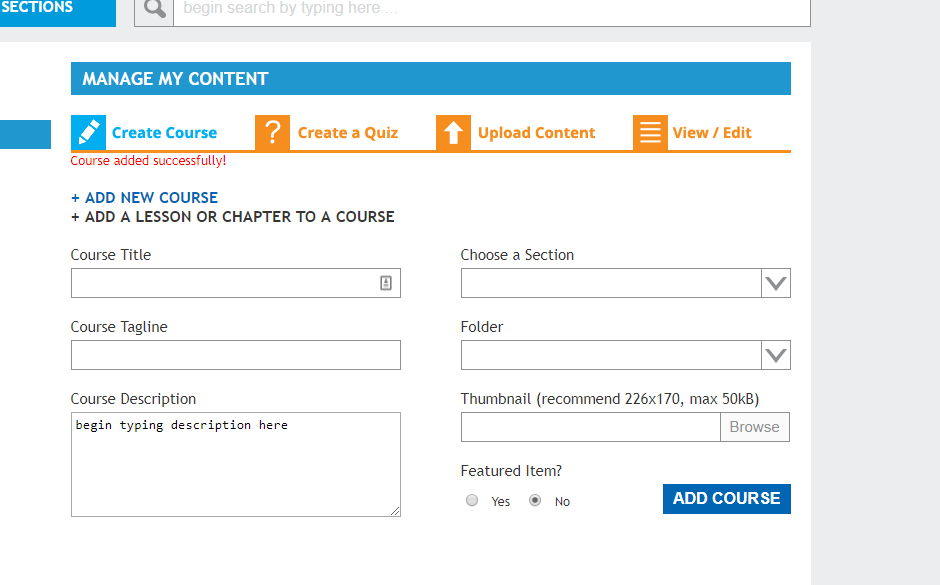 SECTIONS
begin search by typing here ...
MANAGE MY CONTENT
Create Course
? Create a Quiz
Upload Content
View / Edit
Course added successfully!
+ ADD NEW COURSE
+ ADD A LESSON OR CHAPTER TO A COURSE
Course Title
Choose a Section
Course Tagline
Folder
Course Description
Thumbnail (recommend 226x170, max 50kB)
begin typing description here
Browse
Featured Item?
Yes
No
ADD COURSE